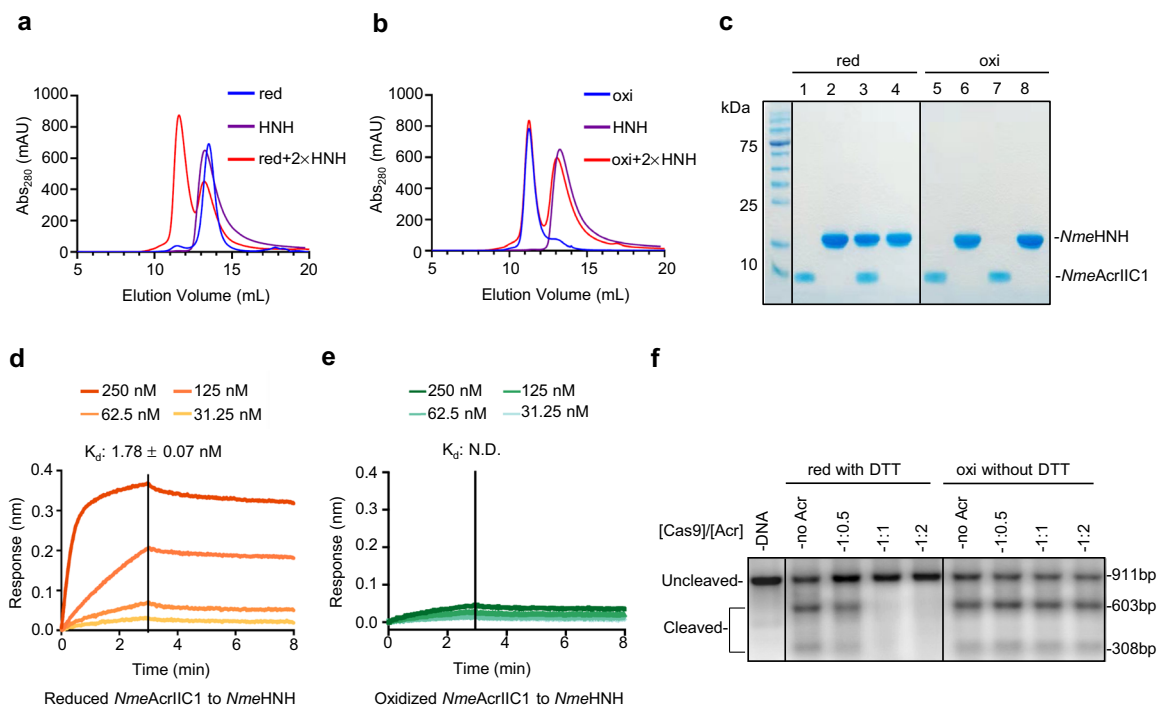 a
1000
800
600
400
200
0
Abs280 (mAU)
5
10
15
20
Elution Volume (mL)
red
HNH
red+2×HNH
b
1000
800
600
400
200
0
Abs280 (mAU)
5
10
15
20
Elution Volume (mL)
oxi
HNH
oxi+2×HNH
c
red oxi
1 2 3 4 5 6 7 8
kDa
75
25
10
-NmeHNH
-NmeAcrIIC1
d
250 nM 125 nM
62.5 nM 31.25 nM
Kd: 1.78 ± 0.07 nM
0.4
0.3
0.2
0.1
0.0
Response (nm)
0 2 4 6 8
Time (min)
Reduced NmeAcrIIC1 to NmeHNH
e
250 nM 125 nM
62.5 nM 31.25 nM
Kd: N.D.
0.4
0.3
0.2
0.1
0.0
Response (nm)
0 2 4 6 8
Time (min)
Oxidized NmeAcrIIC1 to NmeHNH
f
red with DTT oxi without DTT
[Cas9]/[Acr]
-DNA
-no Acr
-1:0.5
-1:1
-1:2
-no Acr
-1:0.5
-1:1
-1:2
Uncleaved-
Cleaved-
-911bp
-603bp
-308bp